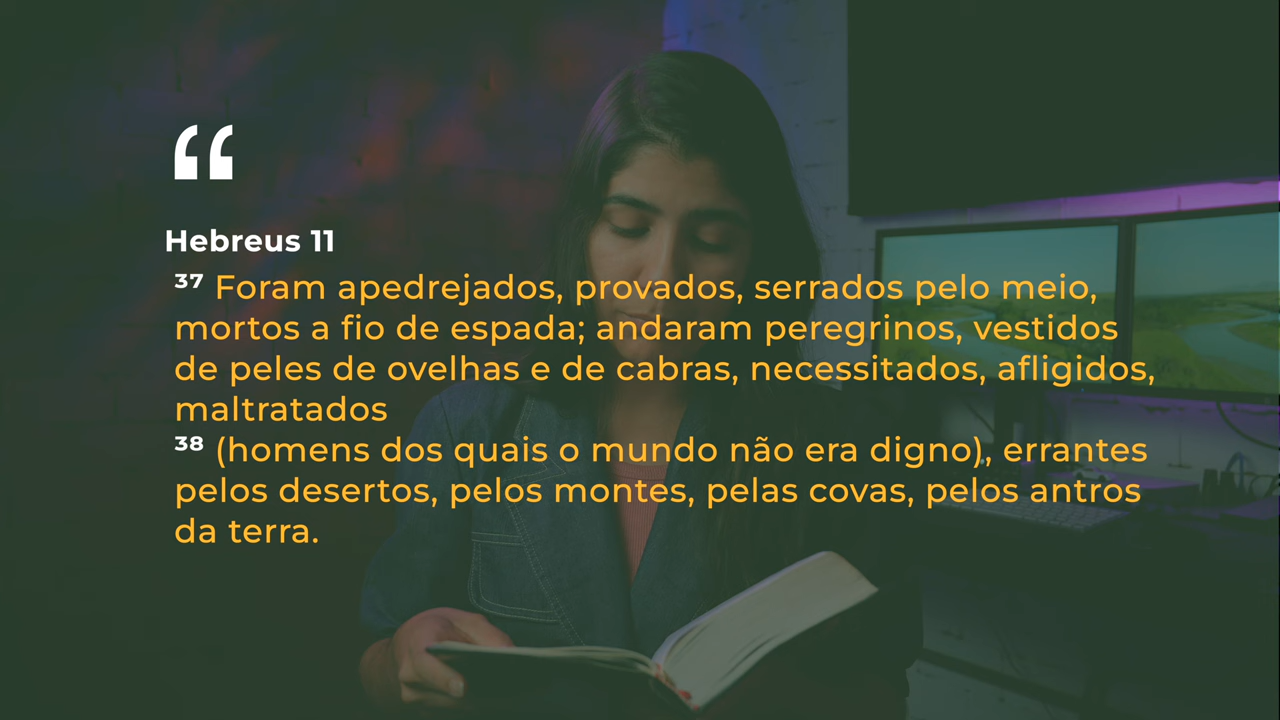 “
Hebreus 11
37 Foram apedrejados, provados, serrados pelo meio,
mortos a fio de espada; andaram peregrinos, vestidos
de peles de ovelhas e de cabras, necessitados, afligidos,
maltratados
38 (homens dos quais o mundo não era digno), errantes
pelos desertos, pelos montes, pelas covas, pelos antros
da terra.